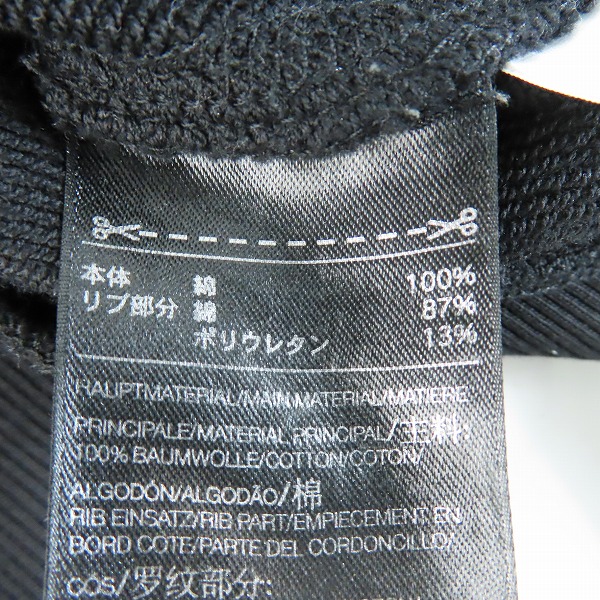 本体 綿 100%
リブ部分 綿 87%
ポリウレタン 13%
HAUPTMATERIAL/MAIN MATERIAL/MATIERE
PRINCIPALE/MATERIAL PRINCIPAL/主料:
100% BAUMWOLLE/COTTON/COTON/
ALGODÓN/ALGODÃO/棉
RIB EINSATZ/RIB PART/EMPIECEMENT EN
BORD COTE/PARTE DEL CORDONCILLO/
COS/罗纹部分: